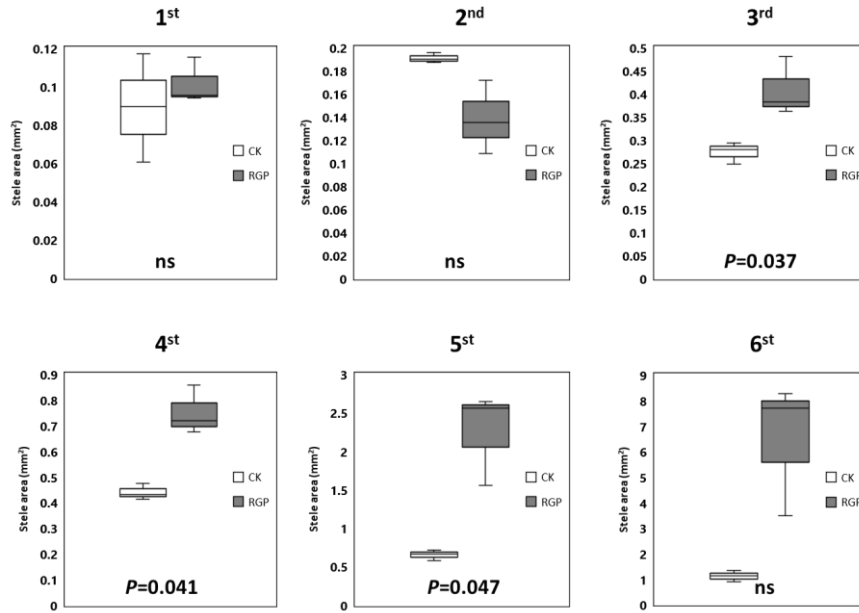 1st
Stele area (mm²)
0.12
0.1
0.08
0.06
0.04
0.02
0
CK
RGP
ns
2nd
Stele area (mm²)
0.2
0.18
0.16
0.14
0.12
0.1
0.08
0.06
0.04
0.02
0
CK
RGP
ns
3rd
Stele area (mm²)
0.5
0.45
0.4
0.35
0.3
0.25
0.2
0.15
0.1
0.05
0
CK
RGP
P=0.037
4st
Stele area (mm²)
0.9
0.8
0.7
0.6
0.5
0.4
0.3
0.2
0.1
0
CK
RGP
P=0.041
5st
Stele area (mm²)
3
2.5
2
1.5
1
0.5
0
CK
RGP
P=0.047
6st
Stele area (mm²)
9
8
7
6
5
4
3
2
1
0
CK
RGP
ns